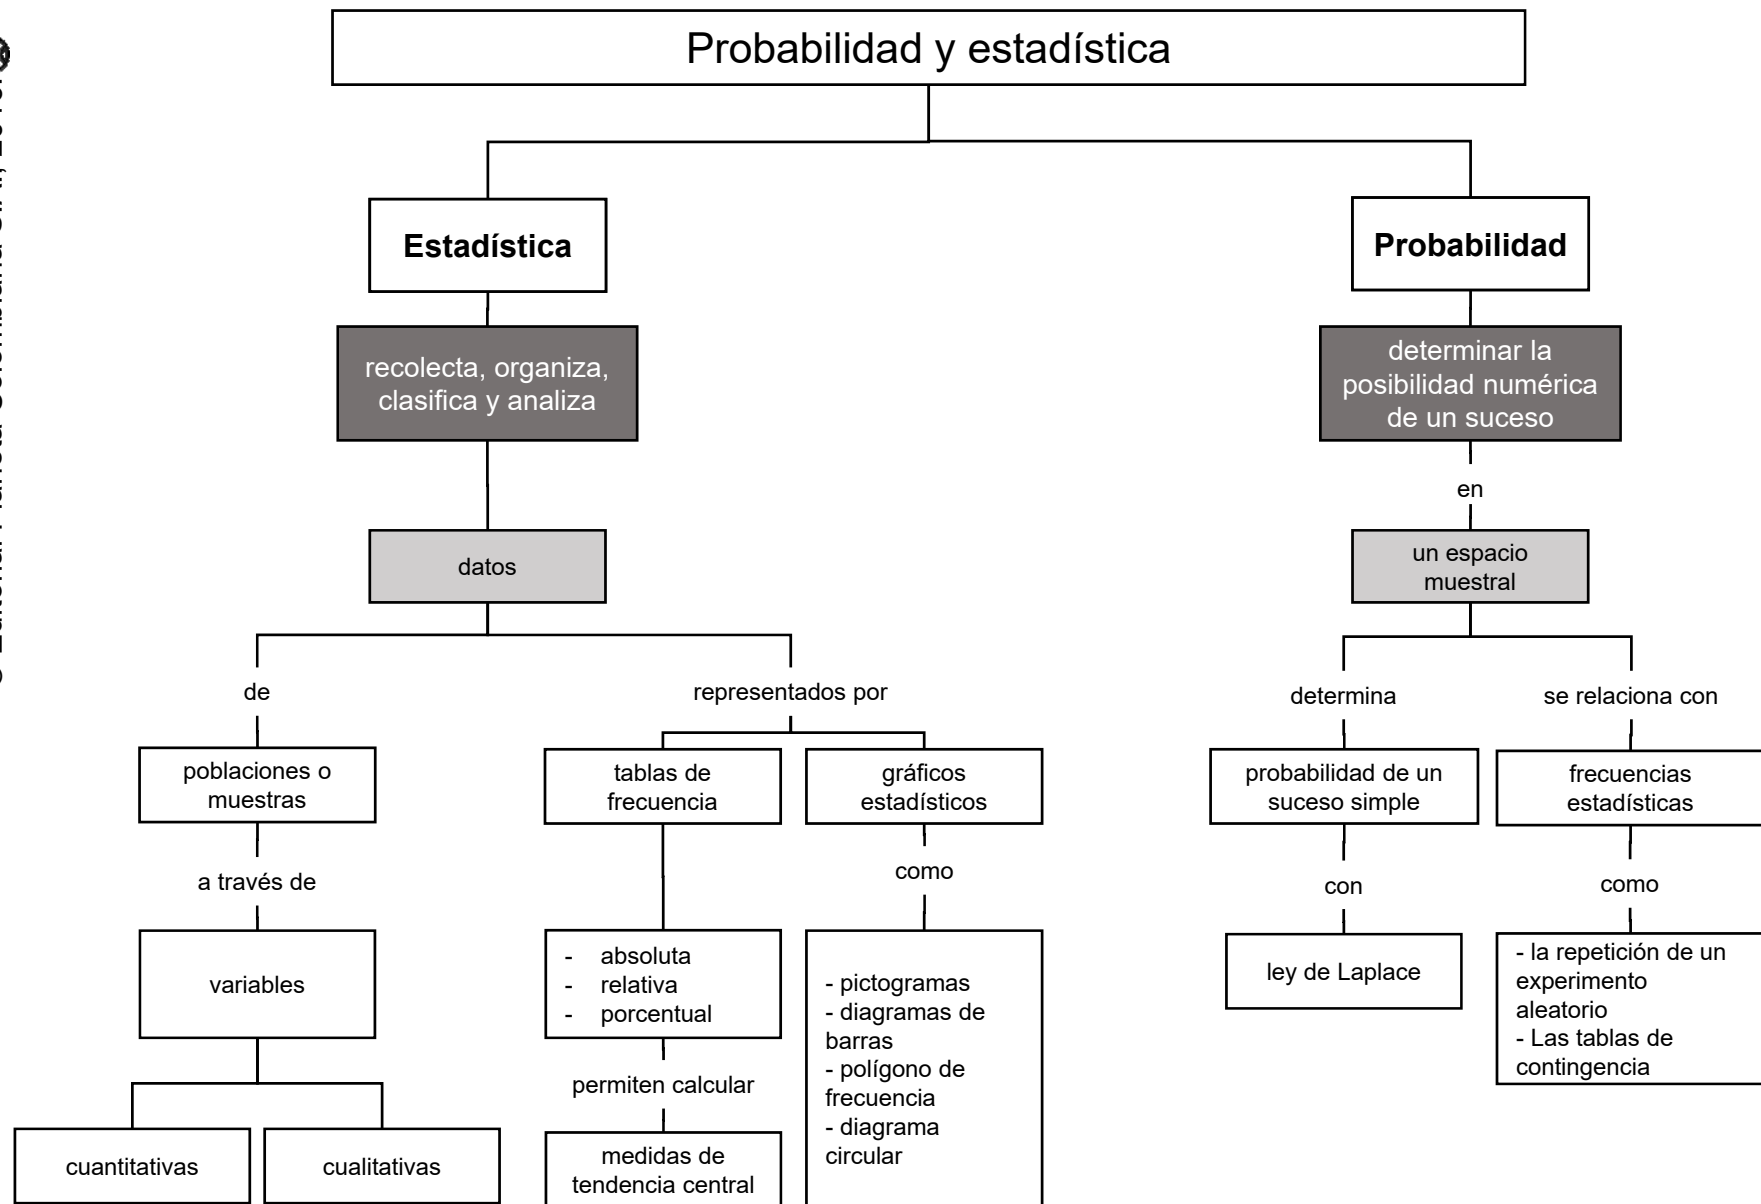 Probabilidad y estadística
Estadística
Probabilidad
recolecta, organiza,
clasifica y analiza
determinar la
posibilidad numérica
de un suceso
en
datos
un espacio
muestral
de
representados por
determina
se relaciona con
poblaciones o
muestras
tablas de
frecuencia
gráficos
estadísticos
probabilidad de un
suceso simple
frecuencias
estadísticas
a través de
como
con
como
variables
- absoluta
- relativa
- porcentual
- pictogramas
- diagramas de
barras
- polígono de
frecuencia
- diagrama
circular
ley de Laplace
- la repetición de un
experimento
aleatorio
- Las tablas de
contingencia
permiten calcular
cuantitativas
cualitativas
medidas de
tendencia central